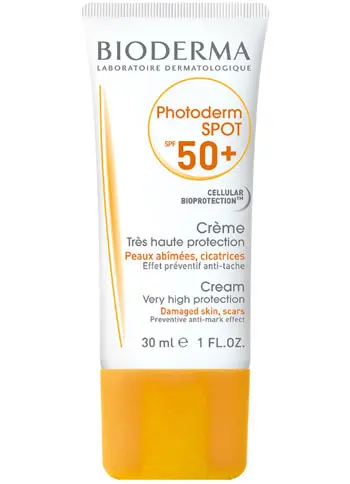 BIODERMA
LABORATOIRE DERMATOLOGIQUE
Photoderm
SPOT
SPF 50+
CELLULAR
BIOPROTECTION™
Crème
Très haute protection
Peaux abîmées, cicatrices
Effet préventif anti-tache
Cream
Very high protection
Damaged skin, scars
Preventive anti-mark effect
30 ml ℮ 1 FL.OZ.